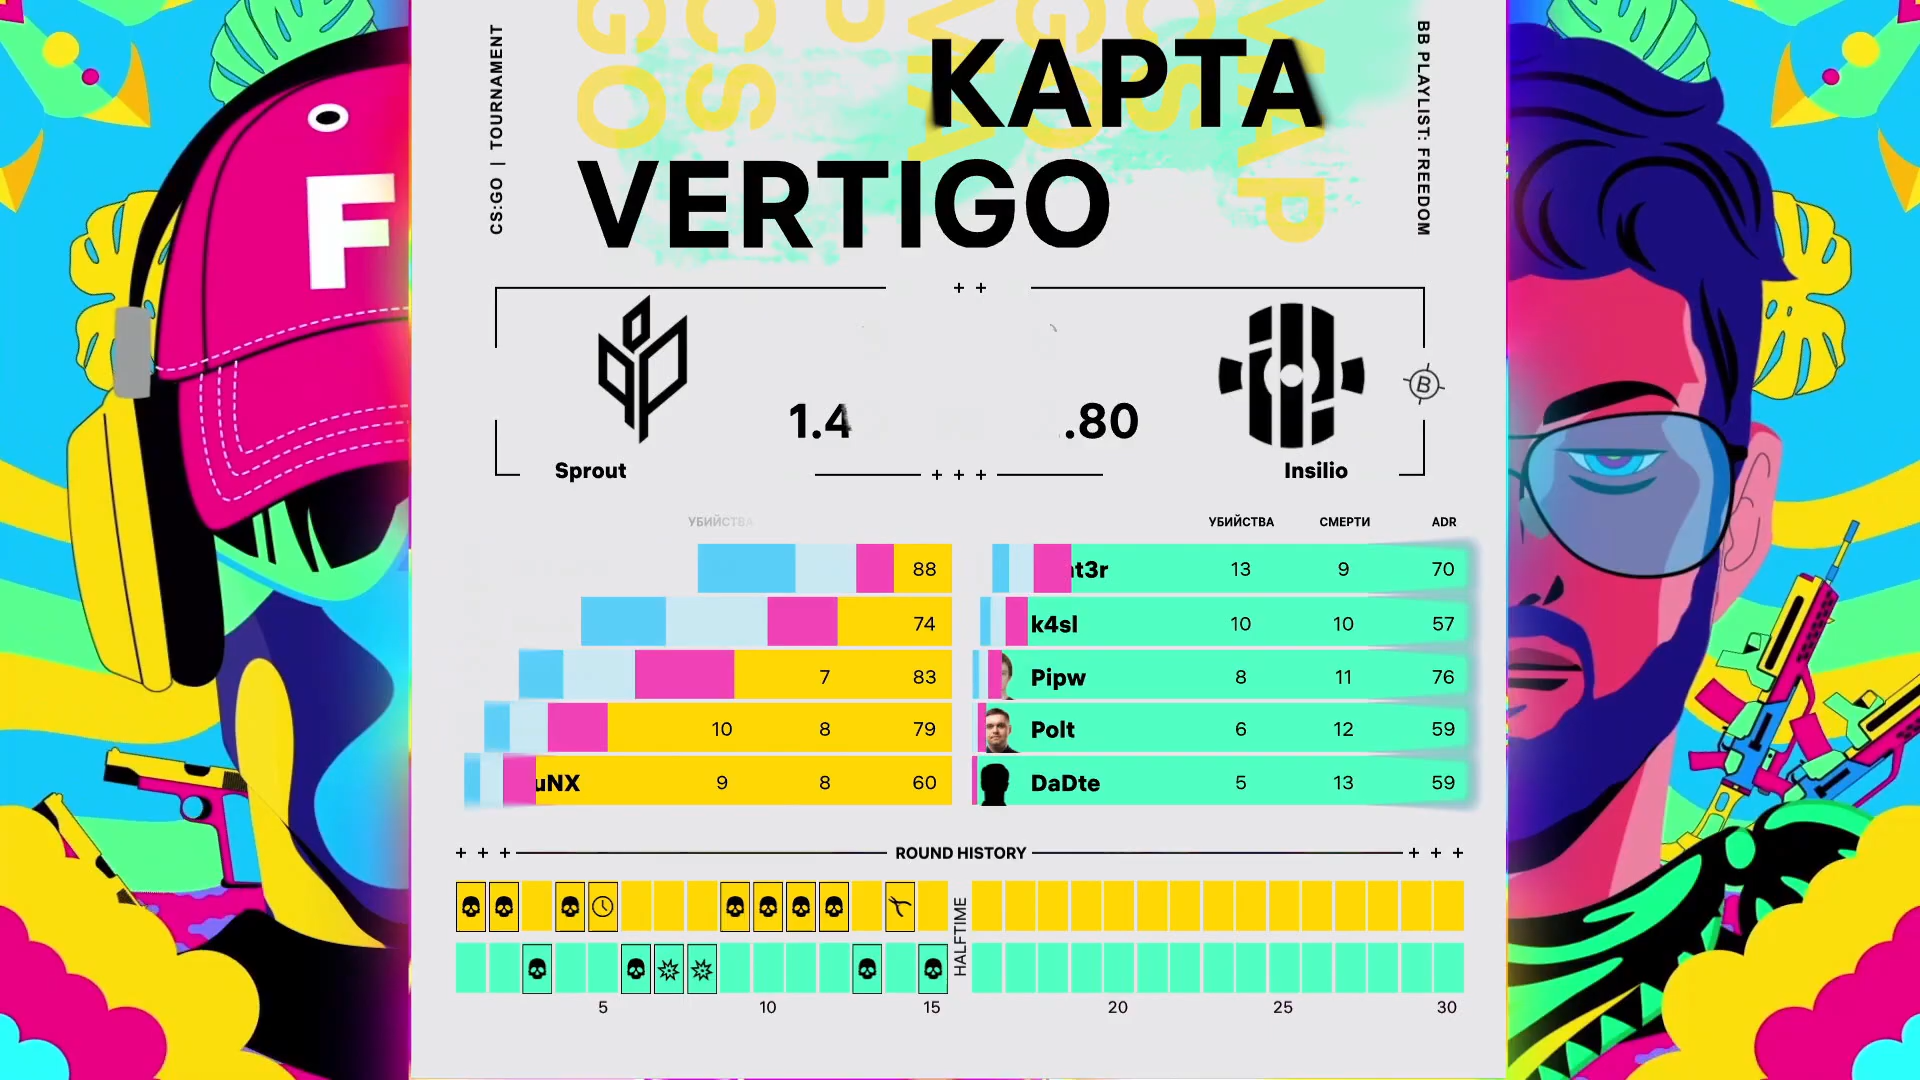 CS:GO | TOURNAMENT
BB PLAYLIST: FREEDOM
GO CS MAP
КАРТА
VERTIGO
F
1.4
.80
B
Sprout
Insilio
УБИЙСТВА
УБИЙСТВА СМЕРТИ ADR
88
74
7 83
10 8 79
uNX 9 8 60
t3r 13 9 70
k4sl 10 10 57
Pipw 8 11 76
Polt 6 12 59
DaDte 5 13 59
+ + + ROUND HISTORY + + +
HALFTIME
5 10 15 20 25 30